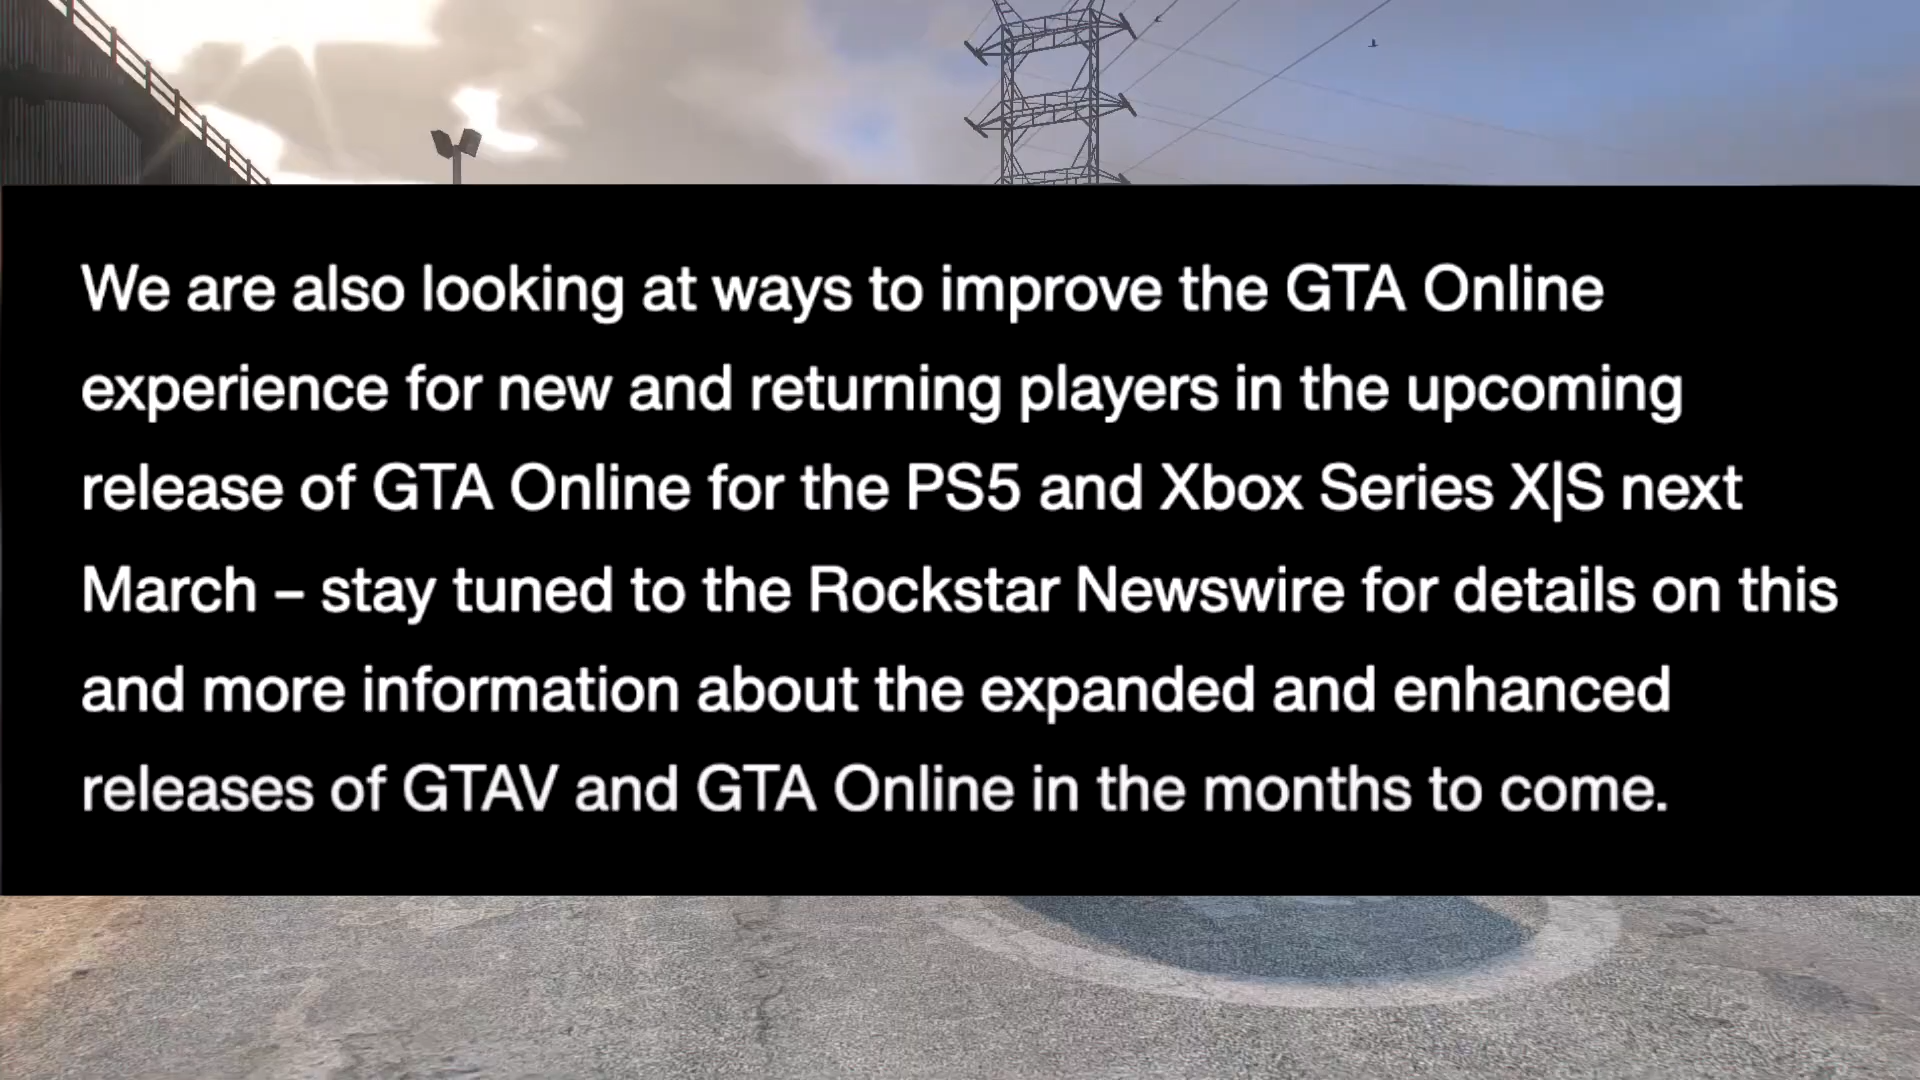 We are also looking at ways to improve the GTA Online
experience for new and returning players in the upcoming
release of GTA Online for the PS5 and Xbox Series X|S next
March – stay tuned to the Rockstar Newswire for details on this
and more information about the expanded and enhanced
releases of GTAV and GTA Online in the months to come.